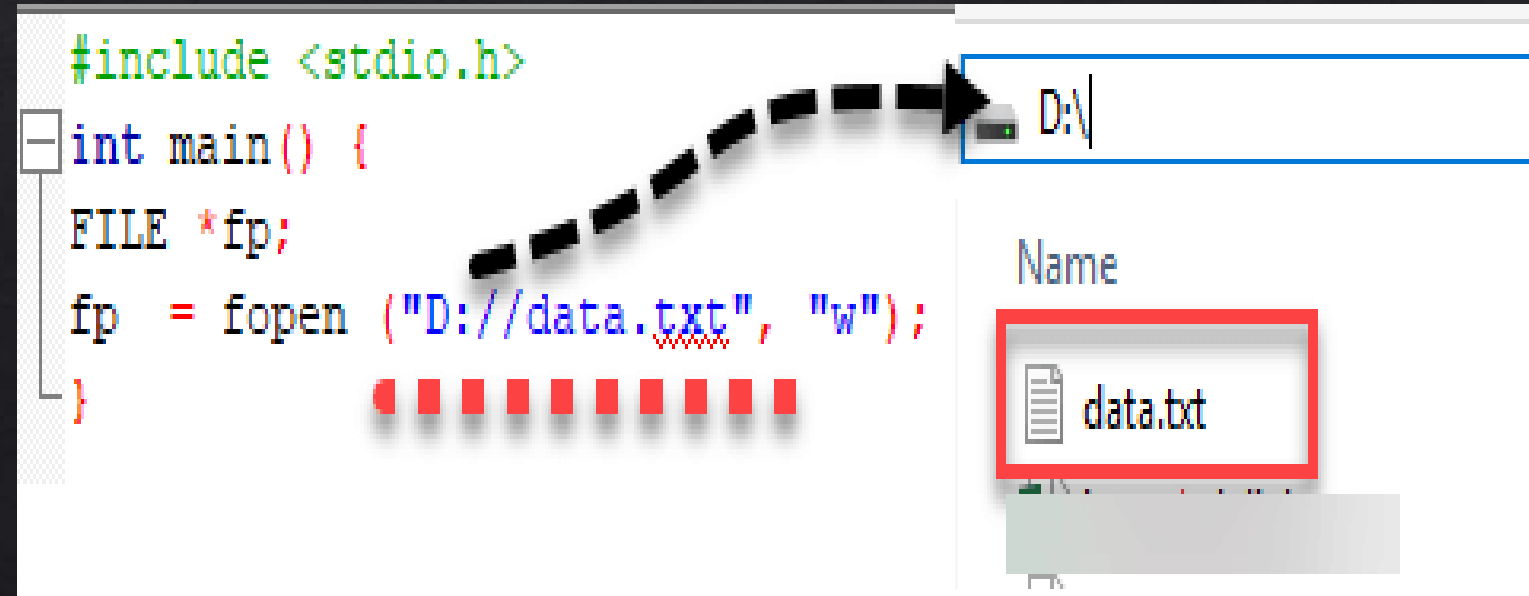 #include <stdio.h>
int main() {
FILE *fp;
fp = fopen ("D://data.txt", "w");
}
D:\
Name
data.txt